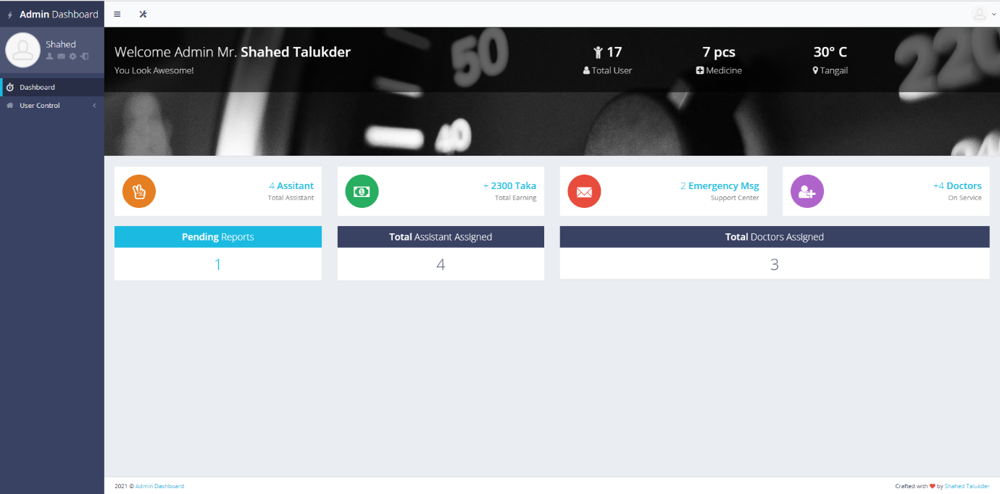 Admin Dashboard
Shahed
Dashboard
User Control
Welcome Admin Mr. Shahed Talukder
You Look Awesome!
17
Total User
7 pcs
Medicine
30° C
Tangail
50
40
220
4 Assitant
Total Assistant
+ 2300 Taka
Total Earning
2 Emergency Msg
Support Center
+4 Doctors
On Service
Pending Reports
1
Total Assistant Assigned
4
Total Doctors Assigned
3
2021 © Admin Dashboard
Crafted with ❤ by Shahed Talukder